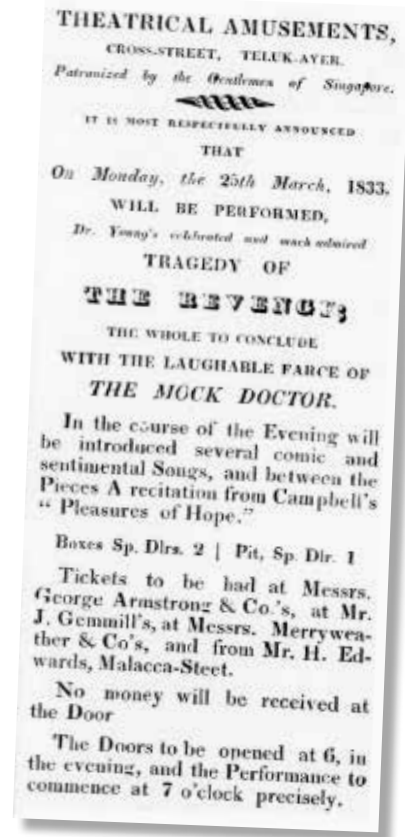 THEATRICAL AMUSEMENTS,
CROSS-STREET, TELUK-AYER.
Patronized by the Gentlemen of Singapore.
IT IS MOST RESPECTFULLY ANNOUNCED
THAT
On Monday, the 25th March, 1833,
WILL BE PERFORMED,
Dr. Young's celebrated and much admired
TRAGEDY OF
THE REVENGE;
THE WHOLE TO CONCLUDE
WITH THE LAUGHABLE FARCE OF
THE MOCK DOCTOR.
In the course of the Evening will
be introduced several comic and
sentimental Songs, and between the
Pieces A recitation from Campbell's
" Pleasures of Hope."
Boxes Sp. Dlrs. 2 | Pit, Sp. Dlr. 1
Tickets to be had at Messrs.
George Armstrong & Co.'s, at Mr.
J. Gemmill's, at Messrs. Merrywea-
ther & Co's, and from Mr. H. Ed-
wards, Malacca-Steet.
No money will be received at
the Door
The Doors to be opened at 6, in
the evening, and the Performance to
commence at 7 o'clock precisely.